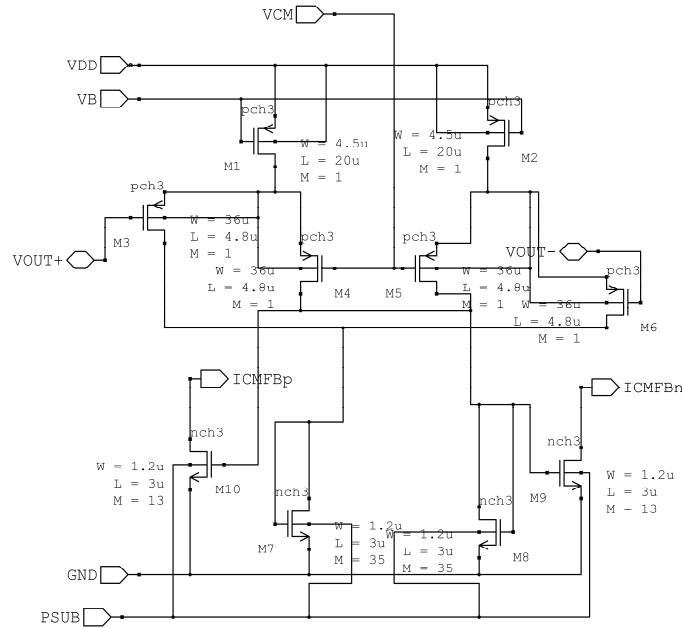 VCM
VDD
VB
pch3
W = 4.5u
L = 20u
M = 1
M1
pch3
W = 4.5u
L = 20u
M = 1
M2
pch3
W = 36u
L = 4.8u
M = 1
M3
VOUT+
pch3
W = 36u
L = 4.8u
M = 1
M4
pch3
W = 36u
L = 4.8u
M = 1
M5
VOUT-
pch3
W = 36u
L = 4.8u
M = 1
M6
ICMFBp
ICMFBn
nch3
W = 1.2u
L = 3u
M = 13
M10
nch3
W = 1.2u
L = 3u
M = 13
M9
nch3
W = 1.2u
L = 3u
M = 35
M7
nch3
W = 1.2u
L = 3u
M = 35
M8
GND
PSUB